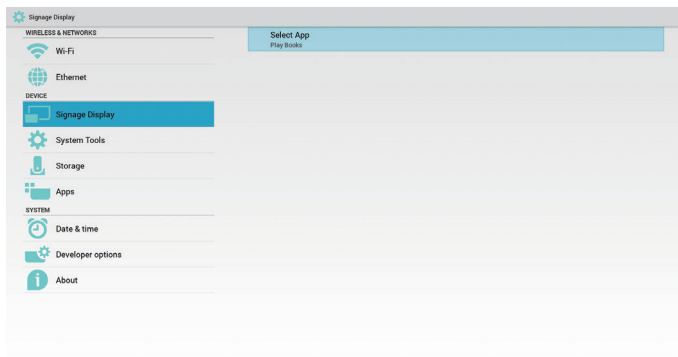 Signage Display
WIRELESS & NETWORKS
Wi-Fi
Ethernet
DEVICE
Signage Display
System Tools
Storage
Apps
SYSTEM
Date & time
Developer options
About
Select App
Play Books